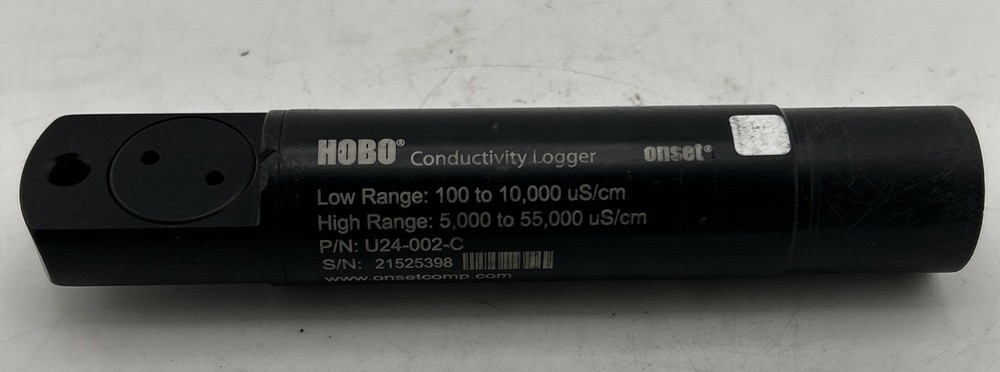 HOBO® Conductivity Logger onset®
Low Range: 100 to 10,000 uS/cm
High Range: 5,000 to 55,000 uS/cm
P/N: U24-002-C
S/N: 21525398
www.onsetcomp.com